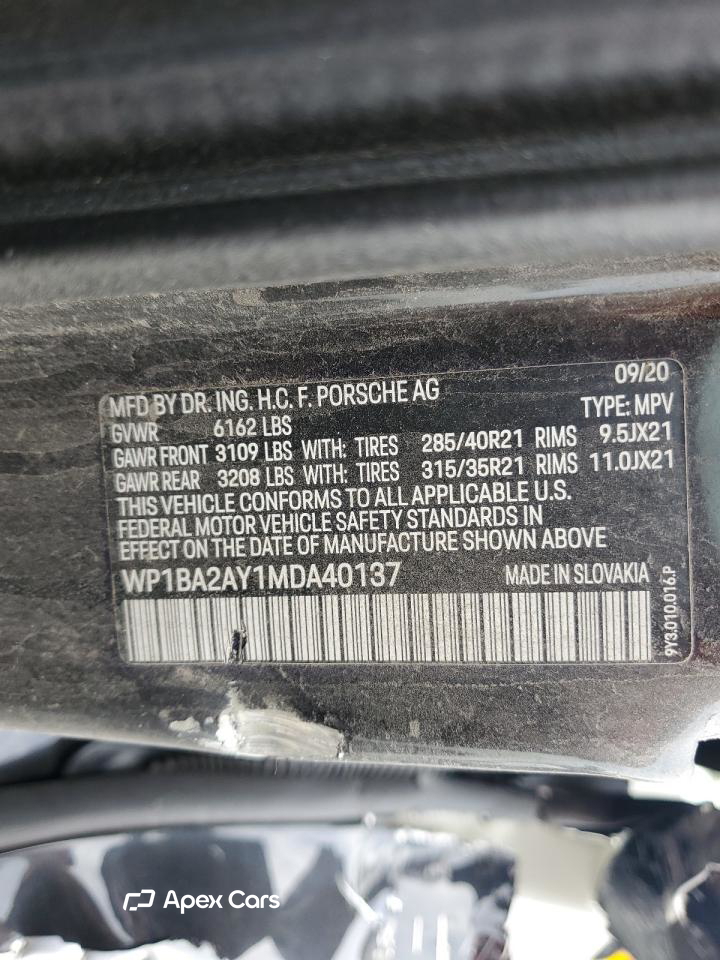 MFD BY DR. ING. H.C. F. PORSCHE AG 09/20
GVWR 6162 LBS TYPE: MPV
GAWR FRONT 3109 LBS WITH: TIRES 285/40R21 RIMS 9.5JX21
GAWR REAR 3208 LBS WITH: TIRES 315/35R21 RIMS 11.0JX21
THIS VEHICLE CONFORMS TO ALL APPLICABLE U.S.
FEDERAL MOTOR VEHICLE SAFETY STANDARDS IN
EFFECT ON THE DATE OF MANUFACTURE SHOWN ABOVE
WP1BA2AY1MDA40137 MADE IN SLOVAKIA
9Y3.010.016.P
Apex Cars